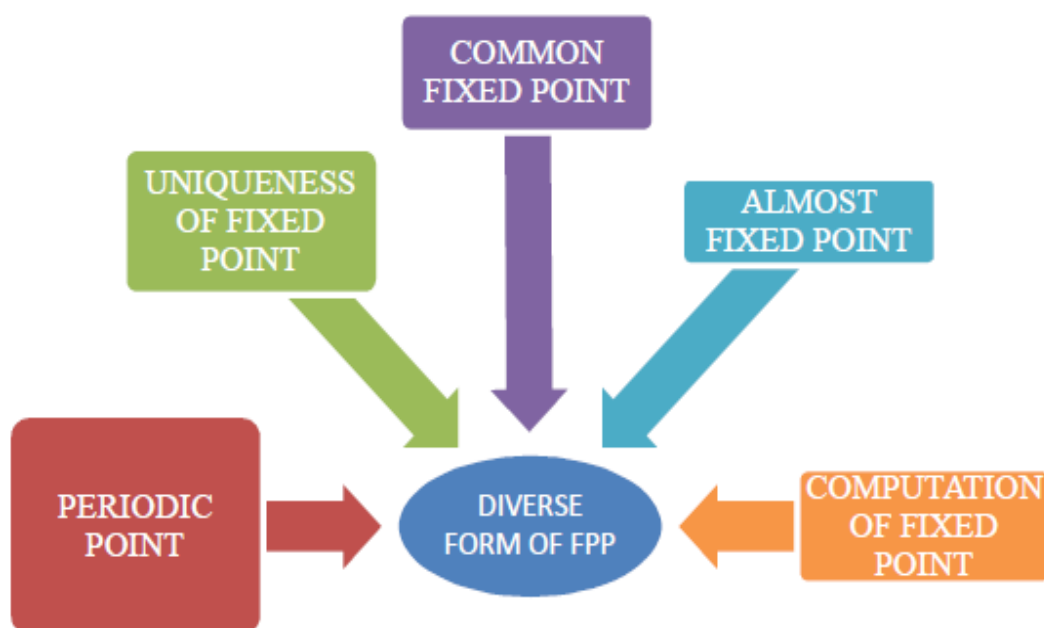 COMMON
FIXED POINT
UNIQUENESS
OF FIXED
POINT
ALMOST
FIXED POINT
PERIODIC
POINT
DIVERSE
FORM OF FPP
COMPUTATION
OF FIXED
POINT